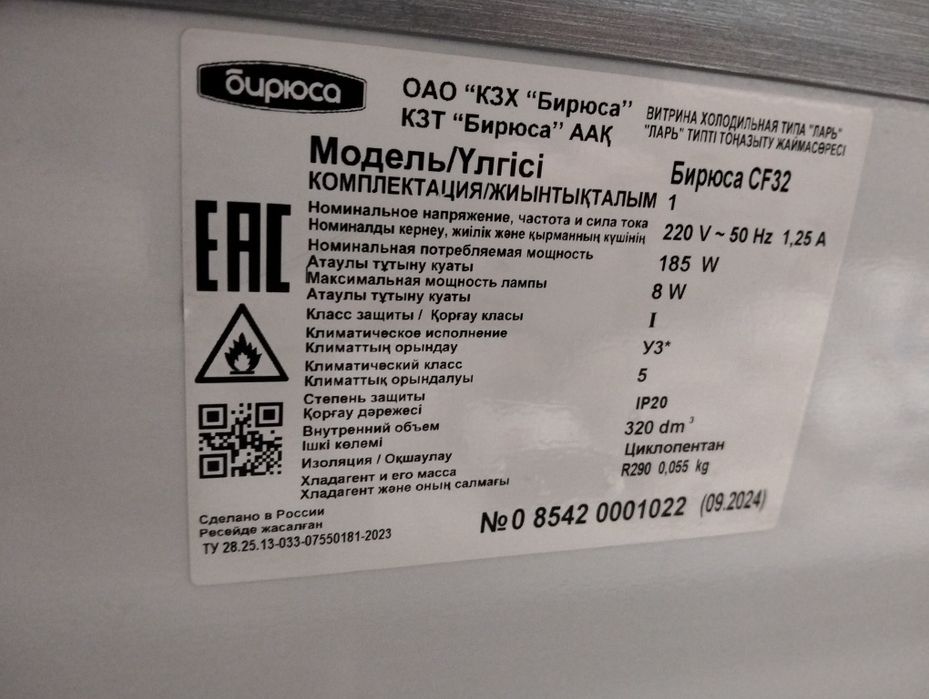 бирюса
ОАО "КЗХ "Бирюса"
КЗТ "Бирюса" ААҚ
ВИТРИНА ХОЛОДИЛЬНАЯ ТИПА "ЛАРЬ"
"ЛАРЬ" ТИПТІ ТОҢАЗЫТУ ЖАЙМАСӨРЕСІ
Модель/Үлгісі Бирюса CF32
КОМПЛЕКТАЦИЯ/ЖИЫНТЫҚТАЛЫМ 1
Номинальное напряжение, частота и сила тока
Номиналды кернеу, жиілік және қырманның күшінің 220 V ~ 50 Hz 1,25 A
Номинальная потребляемая мощность
Атаулы тұтыну куаты 185 W
Максимальная мощность лампы
Атаулы тұтыну куаты 8 W
Класс защиты / Қорғау класы I
Климатическое исполнение
Климаттың орындау У3*
Климатический класс
Климаттық орындалуы 5
Степень защиты
Қорғау дәрежесі IP20
Внутренний объем
Ішкі көлемі 320 dm³
Изоляция / Оқшаулау Циклопентан
Хладагент и его масса
Хладагент және оның салмағы R290 0,055 kg
EAC
Сделано в России
Ресейде жасалған
ТУ 28.25.13-033-07550181-2023
№0 8542 0001022 (09.2024)